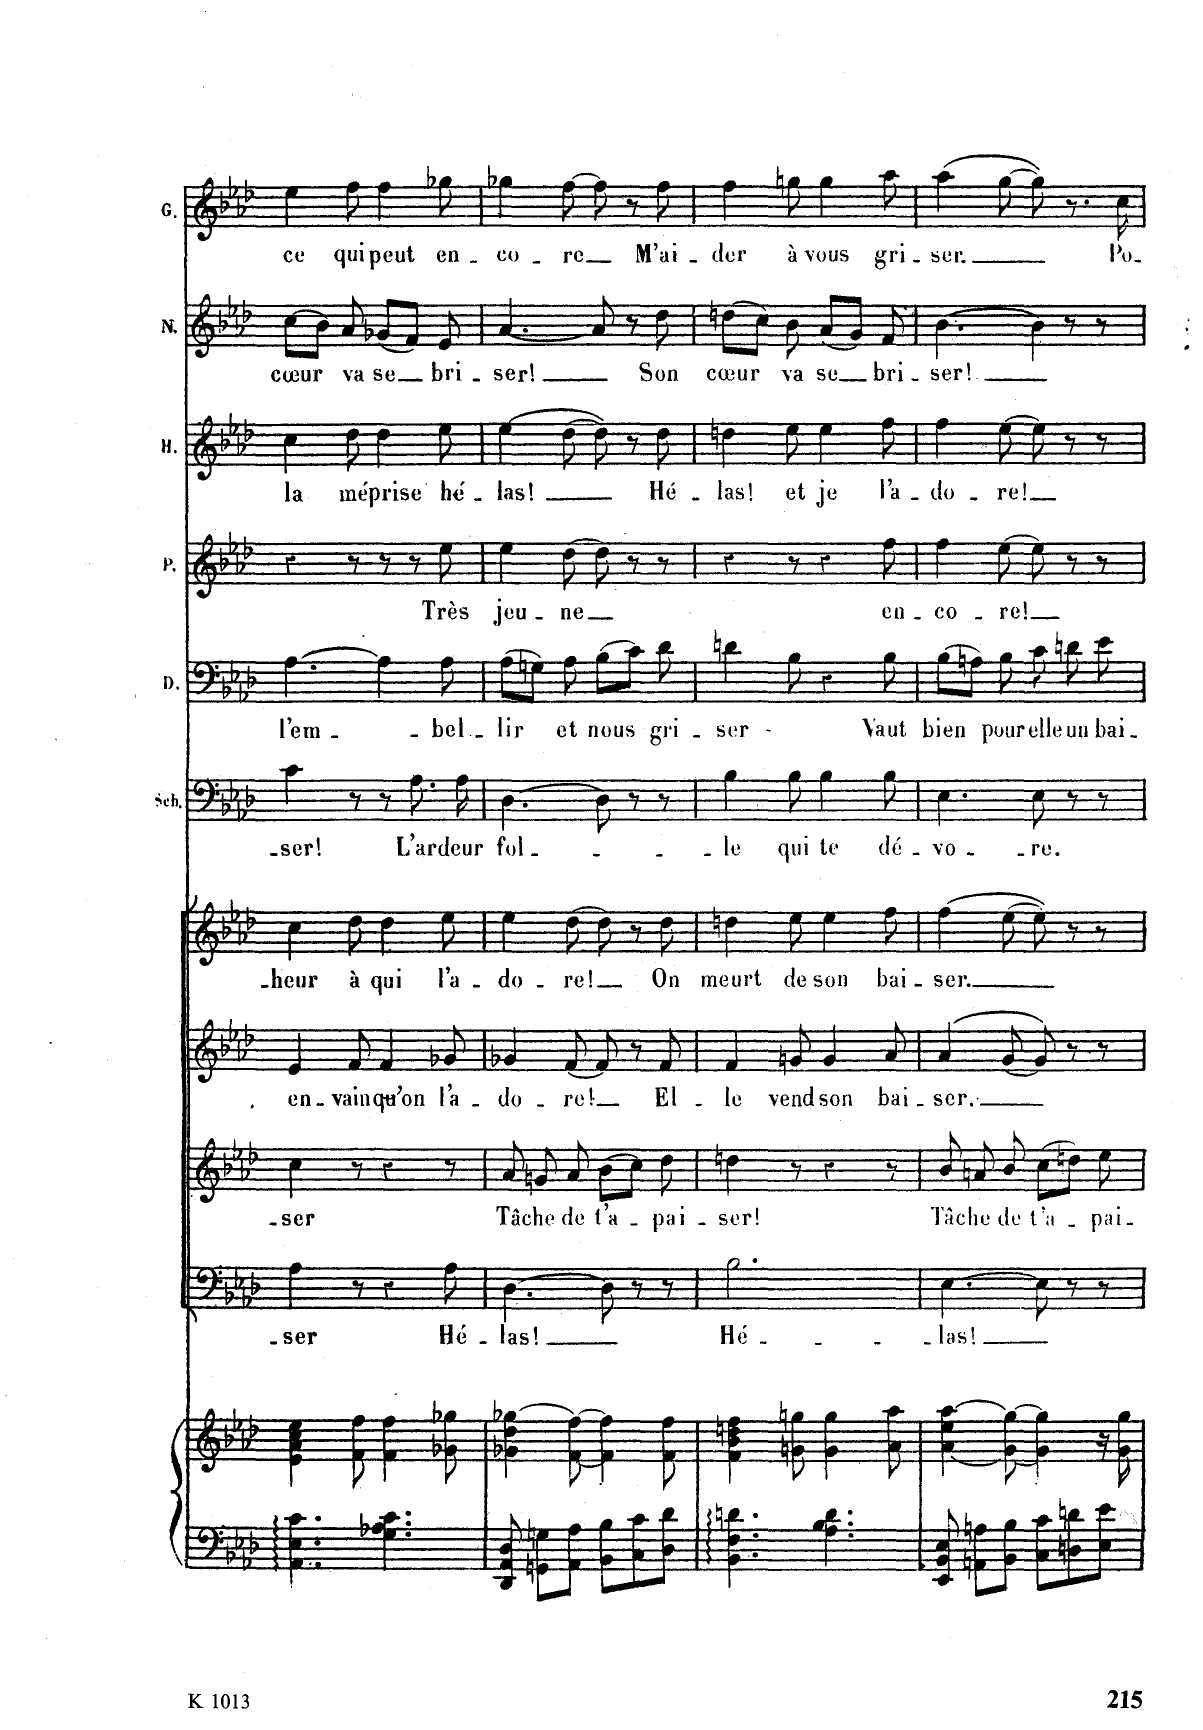 G.
ce qui peut en - co - re M'ai - der à vous gri - ser. Po-
N.
cœur va se bri - ser! Son cœur va se bri - ser!
H.
la méprise hé - las! Hé - las! et je l'a - do - re!
P.
Très jeu - ne en - co - re!
D.
l'em - - bel - lir et nous gri - ser - Vaut bien pour elle un bai -
Sch.
-ser! L'ardeur fol - - - - le qui te dé - vo - - re.
-heur à qui l'a - do - re! On meurt de son bai - ser.
en - vain qu'on l'a - do - re! El - le vend son bai - ser.
-ser Tâche de t'a - pai - ser! Tâche de t'a - pai -
-ser Hé - las! Hé - - - - las!
K 1013 215